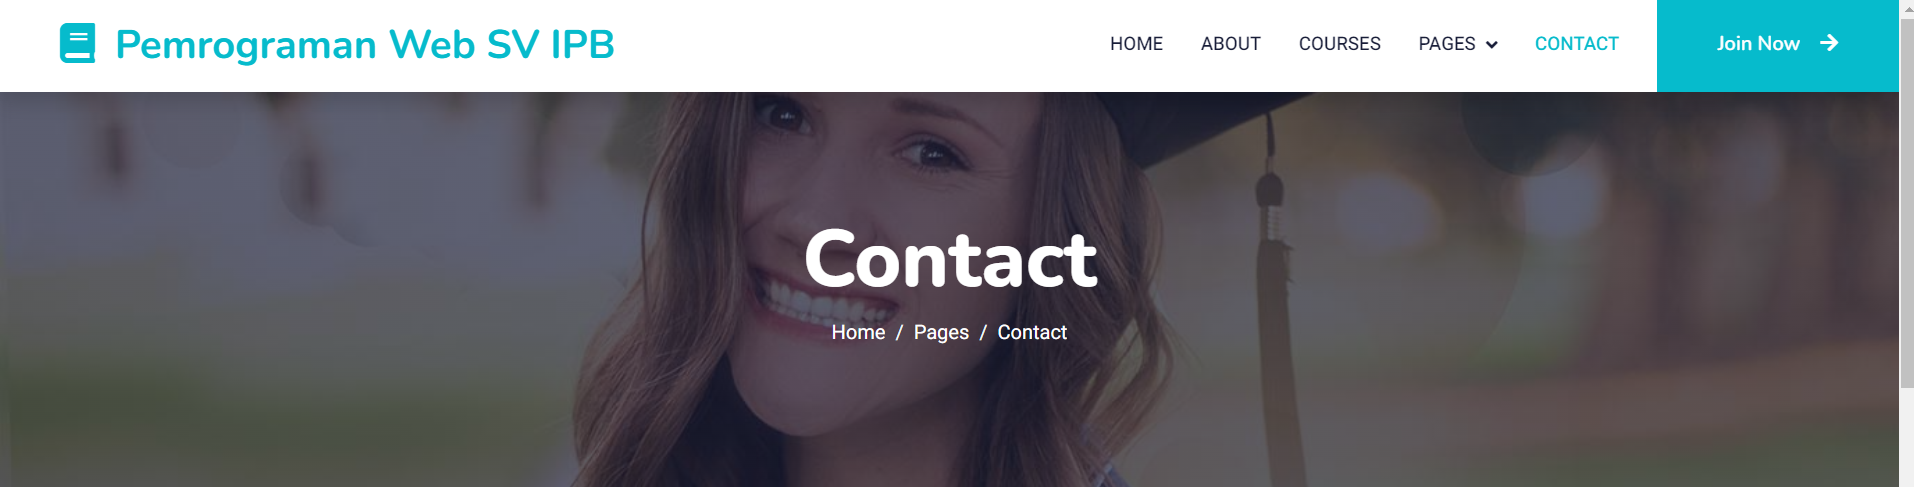 Pemrograman Web SV IPB
HOME ABOUT COURSES PAGES CONTACT Join Now
Contact
Home / Pages / Contact